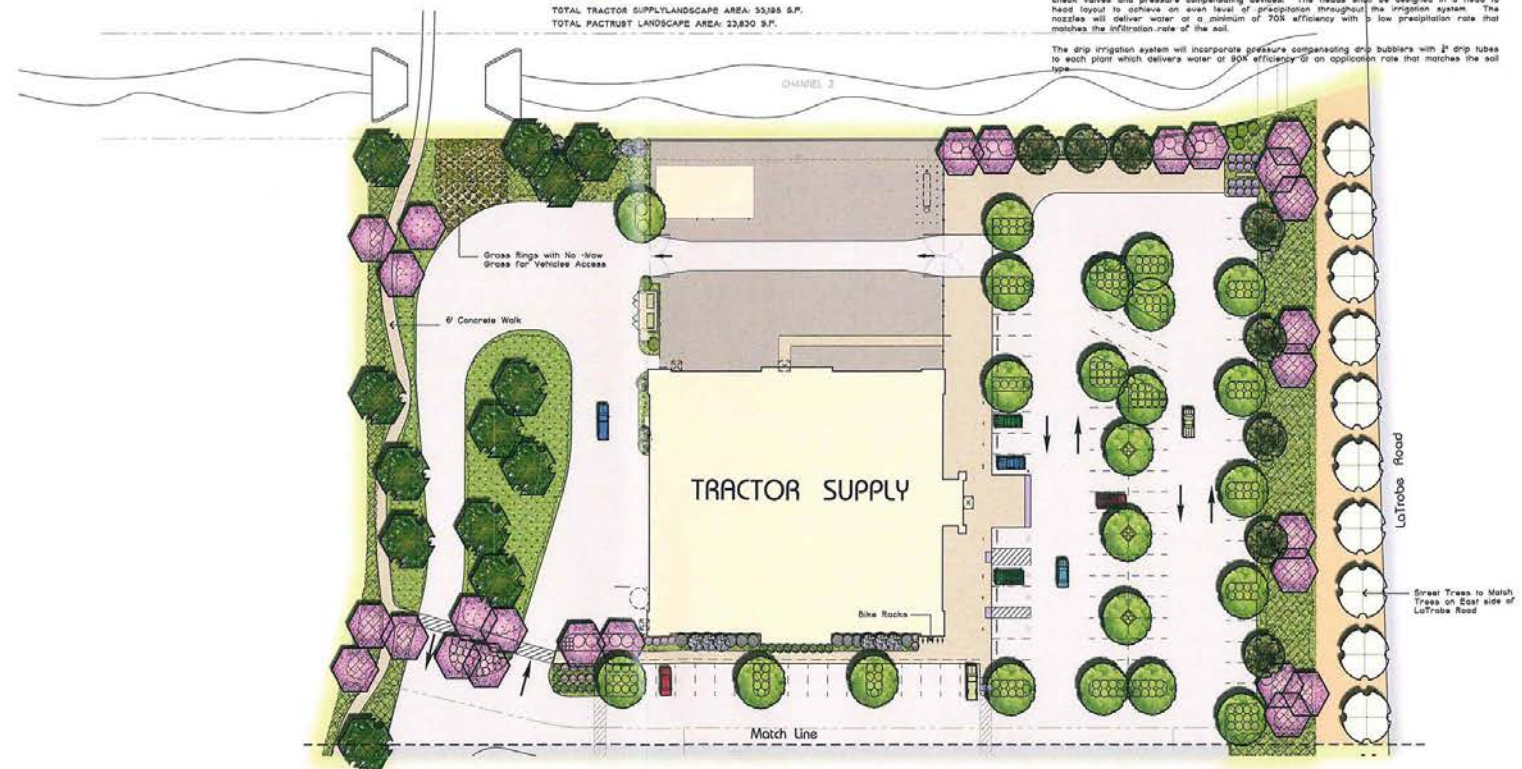 TOTAL TRACTOR SUPPLYLANDSCAPE AREA: 33,195 S.F.
TOTAL PACTRUST LANDSCAPE AREA: 23,830 S.F.
check valves and pressure compensating devices. The heads shall be designed in a head to
head layout to achieve an even level of precipitation throughout the irrigation system. The
nozzles will deliver water at a minimum of 70% efficiency with a low precipitation rate that
matches the infiltration rate of the soil.
The drip irrigation system will incorporate pressure compensating drip bubblers with drip tubes
to each plant which delivers water at 90% efficiency at an application rate that matches the soil
type.
CHANNEL 2
Grass Rings with No -Mow
Grass for Vehicles Access
6' Concrete Walk
TRACTOR SUPPLY
LaTrobe Road
Street Trees to Match
Trees on East side of
LaTrobe Road
Bike Racks
Match Line